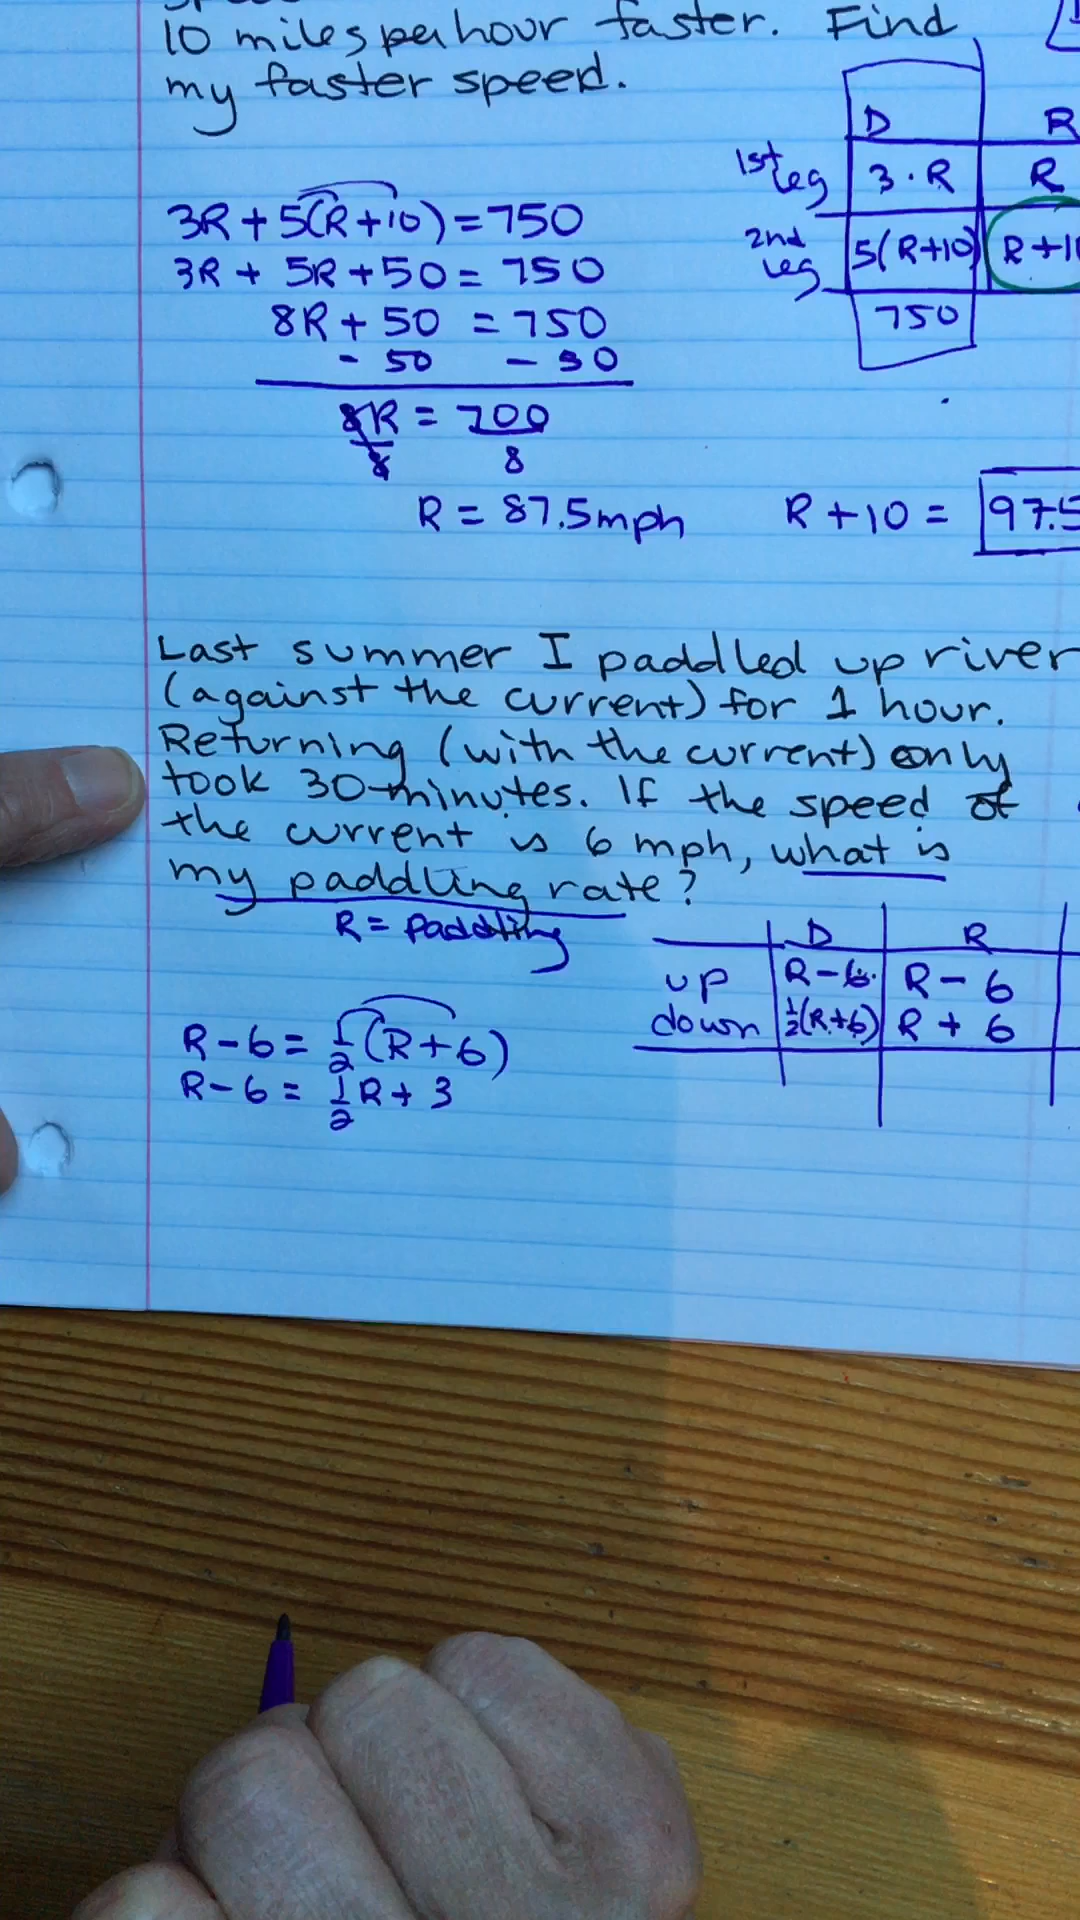 10 miles per hour faster. Find
my faster speed.
D R
1st leg 3 · R R
2nd leg 5(R+10) R+10
750
3R + 5(R+10) = 750
3R + 5R + 50 = 750
8R + 50 = 750
- 50 - 50
8R = 700
8 8
R = 87.5mph R + 10 = 97.5
Last summer I paddled up river
(against the current) for 1 hour.
Returning (with the current) only
took 30 minutes. If the speed of
the current is 6 mph, what is
my paddling rate?
R = Paddling
D R
up R-6 R - 6
down ½(R+6) R + 6
R - 6 = ½(R+6)
R - 6 = ½R + 3